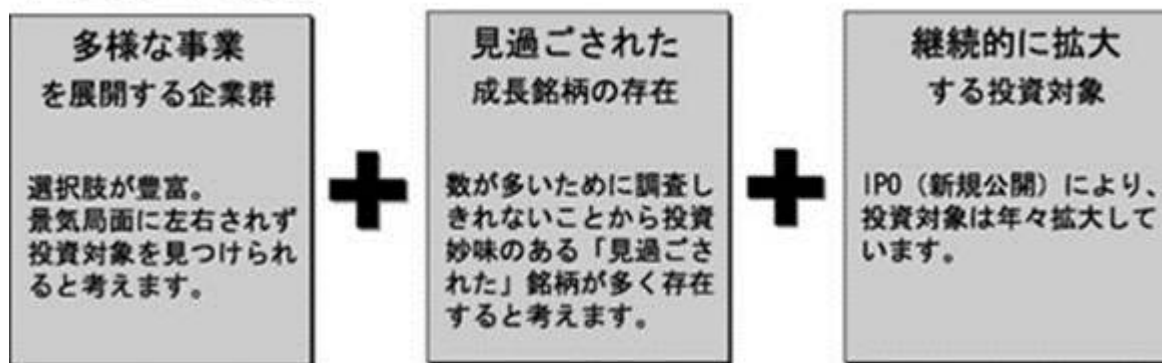 多様な事業
を展開する企業群
選択肢が豊富。
景気局面に左右されず
投資対象を見つけられ
ると考えます。
見過ごされた
成長銘柄の存在
数が多いために調査し
きれないことから投資
妙味のある「見過ごさ
れた」銘柄が多く存在
すると考えます。
継続的に拡大
する投資対象
IPO（新規公開）により、
投資対象は年々拡大して
います。